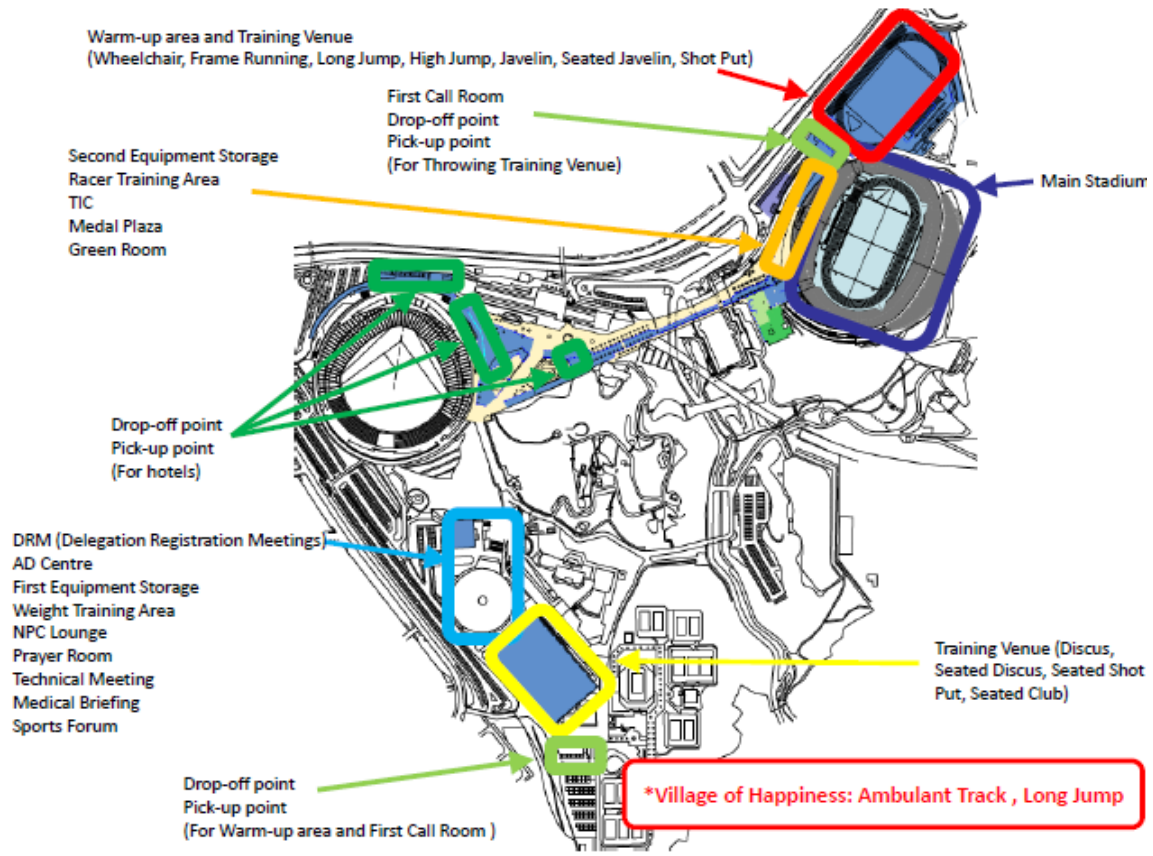 Warm-up area and Training Venue
(Wheelchair, Frame Running, Long Jump, High Jump, Javelin, Seated Javelin, Shot Put)
First Call Room
Drop-off point
Pick-up point
(For Throwing Training Venue)
Second Equipment Storage
Racer Training Area
TIC
Medal Plaza
Green Room
Main Stadium
Drop-off point
Pick-up point
(For hotels)
DRM (Delegation Registration Meetings)
AD Centre
First Equipment Storage
Weight Training Area
NPC Lounge
Prayer Room
Technical Meeting
Medical Briefing
Sports Forum
Training Venue (Discus,
Seated Discus, Seated Shot
Put, Seated Club)
Drop-off point
Pick-up point
(For Warm-up area and First Call Room )
*Village of Happiness: Ambulant Track , Long Jump